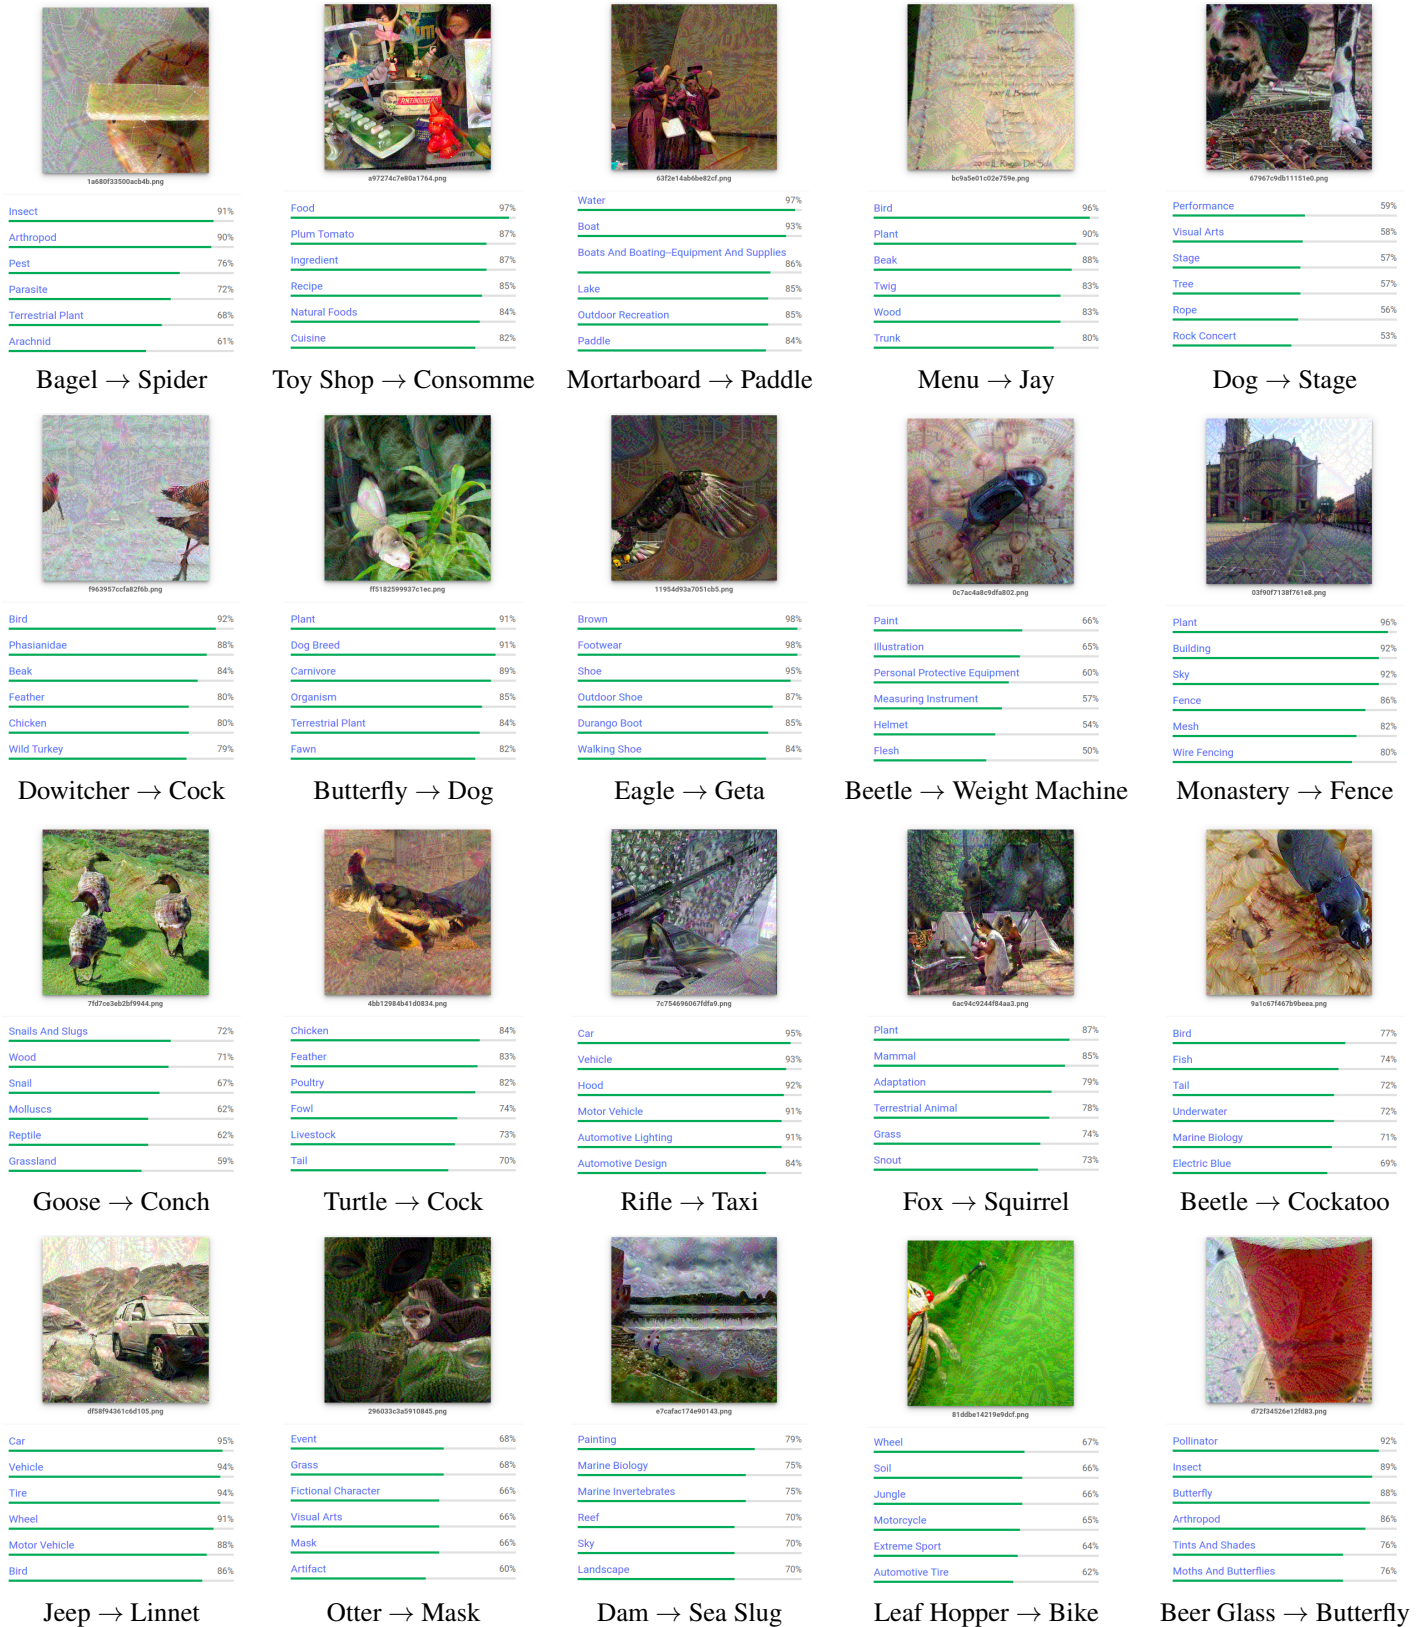 1a680f33500acb4b.png
Insect 91%
Arthropod 90%
Pest 76%
Parasite 72%
Terrestrial Plant 68%
Arachnid 61%
Bagel → Spider
ANTIMICOTICO
a97274c7e80a1764.png
Food 97%
Plum Tomato 87%
Ingredient 87%
Recipe 85%
Natural Foods 84%
Cuisine 82%
Toy Shop → Consomme
63f2e14ab6be82cf.png
Water 97%
Boat 93%
Boats And Boating--Equipment And Supplies
86%
Lake 85%
Outdoor Recreation 85%
Paddle 84%
Mortarboard → Paddle
bc9a5e01c02e759e.png
Bird 96%
Plant 90%
Beak 88%
Twig 83%
Wood 83%
Trunk 80%
Menu → Jay
67967c9db11151e0.png
Performance 59%
Visual Arts 58%
Stage 57%
Tree 57%
Rope 56%
Rock Concert 53%
Dog → Stage
f963957ccfa82f6b.png
Bird 92%
Phasianidae 88%
Beak 84%
Feather 80%
Chicken 80%
Wild Turkey 79%
Dowitcher → Cock
ff5182599937c1ec.png
Plant 91%
Dog Breed 91%
Carnivore 89%
Organism 85%
Terrestrial Plant 84%
Fawn 82%
Butterfly → Dog
11954d93a7051cb5.png
Brown 98%
Footwear 98%
Shoe 95%
Outdoor Shoe 87%
Durango Boot 85%
Walking Shoe 84%
Eagle → Geta
0c7ac4a8c9dfa802.png
Paint 66%
Illustration 65%
Personal Protective Equipment 60%
Measuring Instrument 57%
Helmet 54%
Flesh 50%
Beetle → Weight Machine
03f90f7138f761e8.png
Plant 96%
Building 92%
Sky 92%
Fence 86%
Mesh 82%
Wire Fencing 80%
Monastery → Fence
7fd7ce3eb2bf9944.png
Snails And Slugs 72%
Wood 71%
Snail 67%
Molluscs 62%
Reptile 62%
Grassland 59%
Goose → Conch
4bb12984b41d0834.png
Chicken 84%
Feather 83%
Poultry 82%
Fowl 74%
Livestock 73%
Tail 70%
Turtle → Cock
7c754696067fdfa9.png
Car 95%
Vehicle 93%
Hood 92%
Motor Vehicle 91%
Automotive Lighting 91%
Automotive Design 84%
Rifle → Taxi
6ac94c9244f84aa3.png
Plant 87%
Mammal 85%
Adaptation 79%
Terrestrial Animal 78%
Grass 74%
Snout 73%
Fox → Squirrel
9a1c67f467b9beea.png
Bird 77%
Fish 74%
Tail 72%
Underwater 72%
Marine Biology 71%
Electric Blue 69%
Beetle → Cockatoo
df58f94361c6d105.png
Car 95%
Vehicle 94%
Tire 94%
Wheel 91%
Motor Vehicle 88%
Bird 86%
Jeep → Linnet
296033c3a5910845.png
Event 68%
Grass 68%
Fictional Character 66%
Visual Arts 66%
Mask 66%
Artifact 60%
Otter → Mask
e7cafac174e90143.png
Painting 79%
Marine Biology 75%
Marine Invertebrates 75%
Reef 70%
Sky 70%
Landscape 70%
Dam → Sea Slug
81ddbe14219e9dcf.png
Wheel 67%
Soil 66%
Jungle 66%
Motorcycle 65%
Extreme Sport 64%
Automotive Tire 62%
Leaf Hopper → Bike
d72f34526e12fd83.png
Pollinator 92%
Insect 89%
Butterfly 88%
Arthropod 86%
Tints And Shades 76%
Moths And Butterflies 76%
Beer Glass → Butterfly